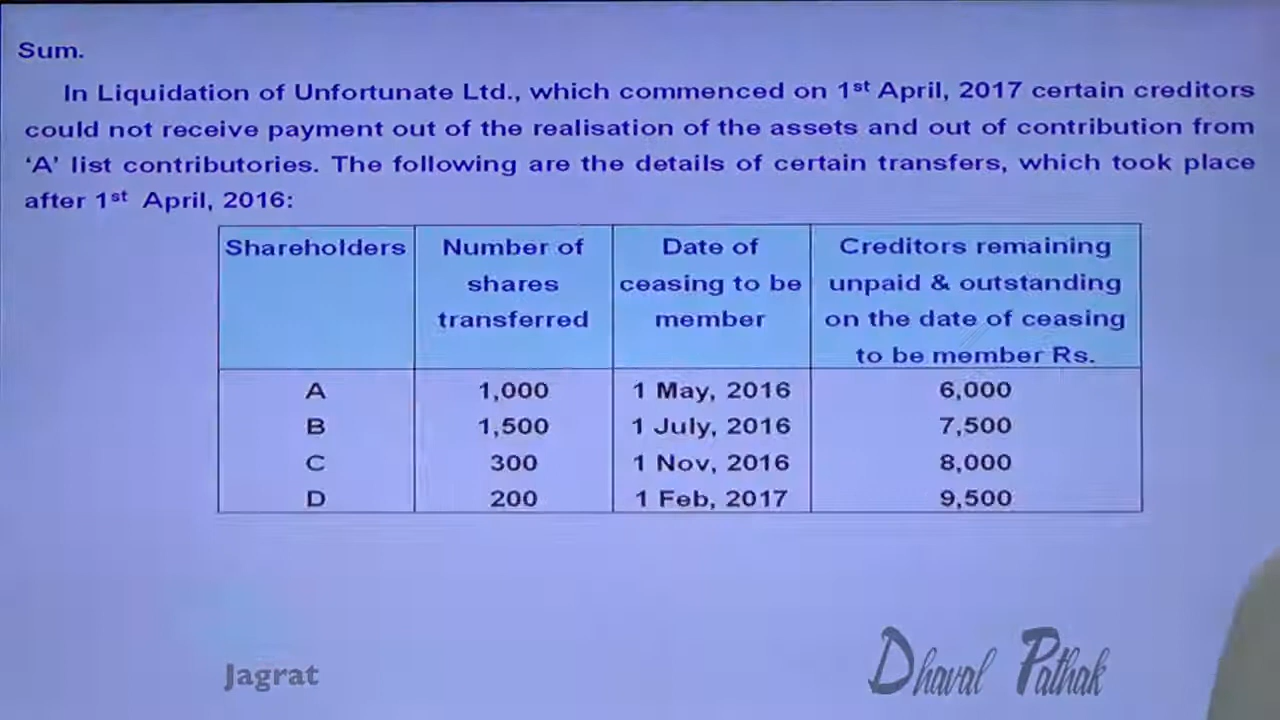 Sum.
In Liquidation of Unfortunate Ltd., which commenced on 1st April, 2017 certain creditors
could not receive payment out of the realisation of the assets and out of contribution from
‘A’ list contributories. The following are the details of certain transfers, which took place
after 1st April, 2016:
Shareholders Number of shares transferred Date of ceasing to be member Creditors remaining unpaid & outstanding on the date of ceasing to be member Rs.
A 1,000 1 May, 2016 6,000
B 1,500 1 July, 2016 7,500
C 300 1 Nov, 2016 8,000
D 200 1 Feb, 2017 9,500
Jagrat
Dhaval Pathak